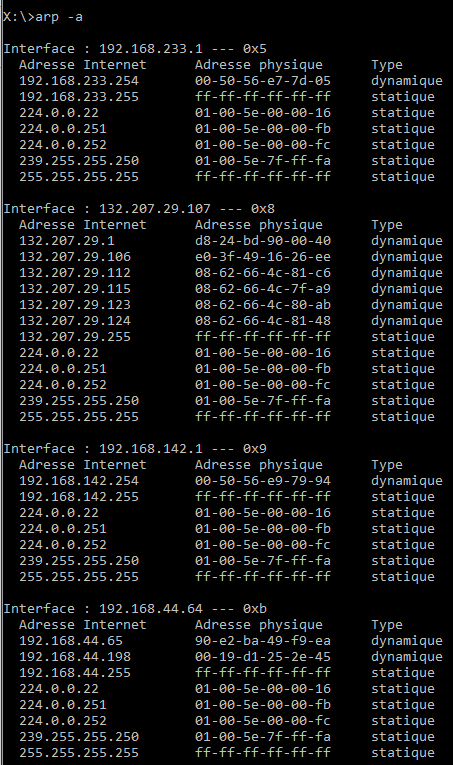 X:\>arp -a
Interface : 192.168.233.1 --- 0x5
Adresse Internet Adresse physique Type
192.168.233.254 00-50-56-e7-7d-05 dynamique
192.168.233.255 ff-ff-ff-ff-ff-ff statique
224.0.0.22 01-00-5e-00-00-16 statique
224.0.0.251 01-00-5e-00-00-fb statique
224.0.0.252 01-00-5e-00-00-fc statique
239.255.255.250 01-00-5e-7f-ff-fa statique
255.255.255.255 ff-ff-ff-ff-ff-ff statique
Interface : 132.207.29.107 --- 0x8
Adresse Internet Adresse physique Type
132.207.29.1 d8-24-bd-90-00-40 dynamique
132.207.29.106 e0-3f-49-16-26-ee dynamique
132.207.29.112 08-62-66-4c-81-c6 dynamique
132.207.29.115 08-62-66-4c-7f-a9 dynamique
132.207.29.123 08-62-66-4c-80-ab dynamique
132.207.29.124 08-62-66-4c-81-48 dynamique
132.207.29.255 ff-ff-ff-ff-ff-ff statique
224.0.0.22 01-00-5e-00-00-16 statique
224.0.0.251 01-00-5e-00-00-fb statique
224.0.0.252 01-00-5e-00-00-fc statique
239.255.255.250 01-00-5e-7f-ff-fa statique
255.255.255.255 ff-ff-ff-ff-ff-ff statique
Interface : 192.168.142.1 --- 0x9
Adresse Internet Adresse physique Type
192.168.142.254 00-50-56-e9-79-94 dynamique
192.168.142.255 ff-ff-ff-ff-ff-ff statique
224.0.0.22 01-00-5e-00-00-16 statique
224.0.0.251 01-00-5e-00-00-fb statique
224.0.0.252 01-00-5e-00-00-fc statique
239.255.255.250 01-00-5e-7f-ff-fa statique
255.255.255.255 ff-ff-ff-ff-ff-ff statique
Interface : 192.168.44.64 --- 0xb
Adresse Internet Adresse physique Type
192.168.44.65 90-e2-ba-49-f9-ea dynamique
192.168.44.198 00-19-d1-25-2e-45 dynamique
192.168.44.255 ff-ff-ff-ff-ff-ff statique
224.0.0.22 01-00-5e-00-00-16 statique
224.0.0.251 01-00-5e-00-00-fb statique
224.0.0.252 01-00-5e-00-00-fc statique
239.255.255.250 01-00-5e-7f-ff-fa statique
255.255.255.255 ff-ff-ff-ff-ff-ff statique